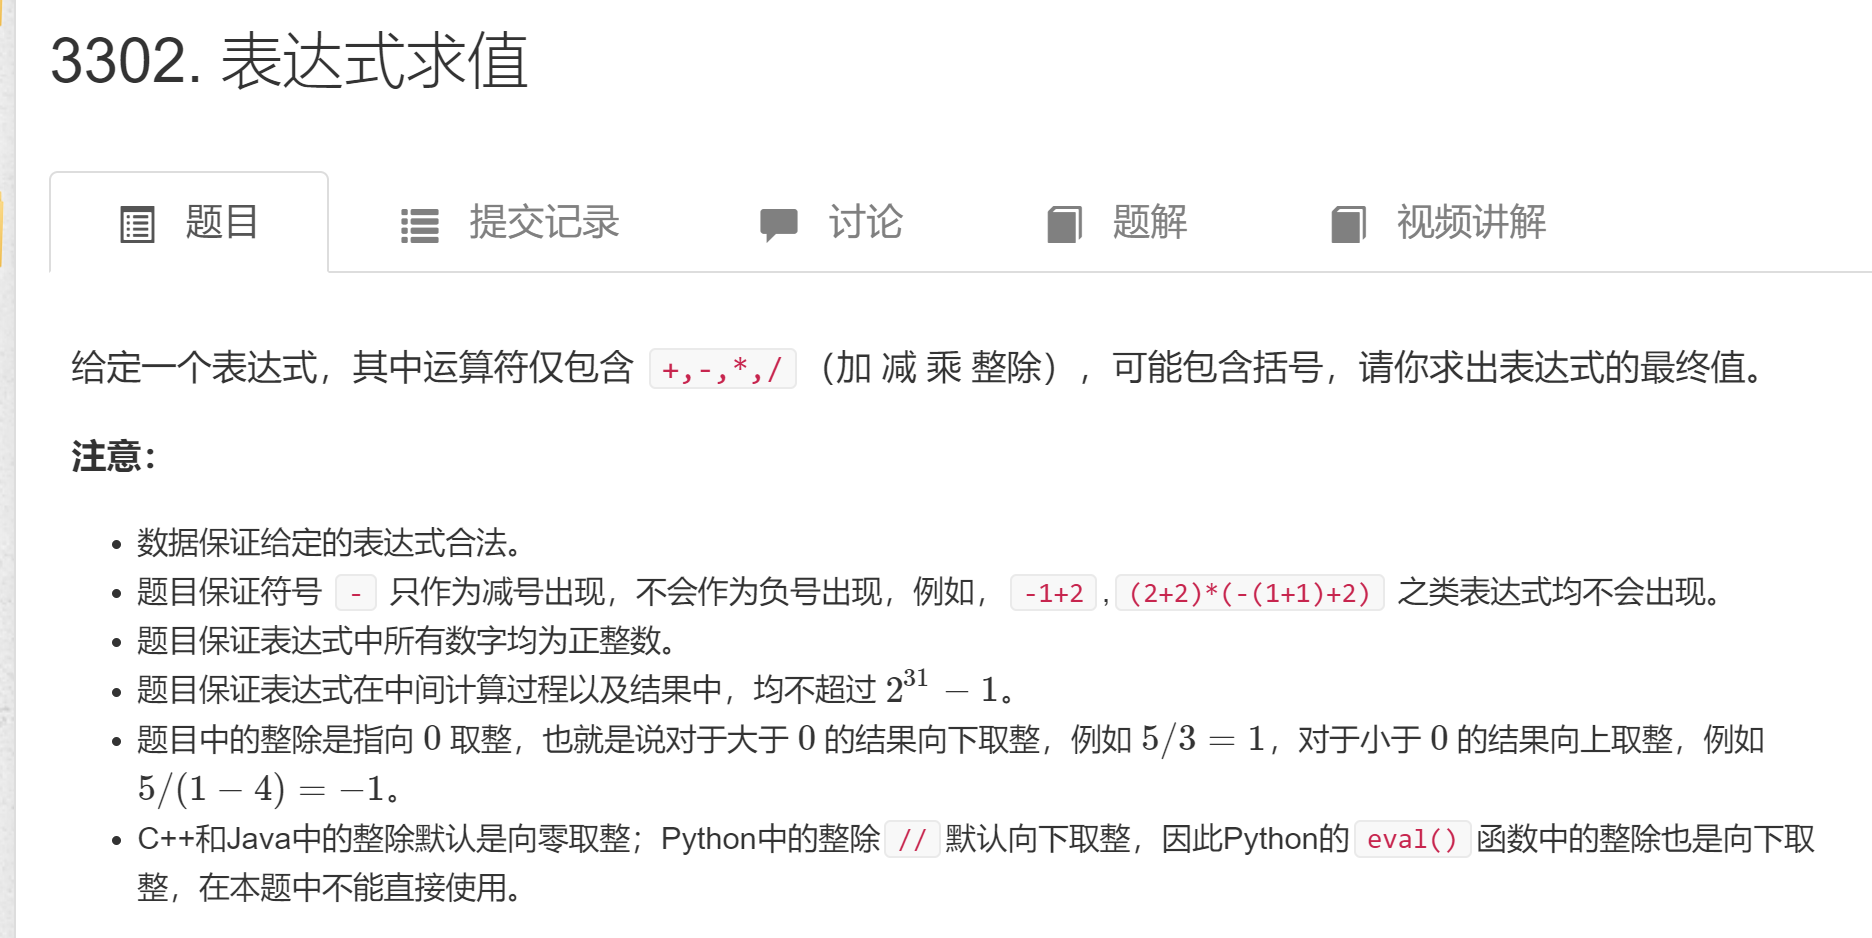 3302. 表达式求值
题目 提交记录 讨论 题解 视频讲解
给定一个表达式，其中运算符仅包含 +,-,*,/ （加 减 乘 整除），可能包含括号，请你求出表达式的最终值。
注意：
• 数据保证给定的表达式合法。
• 题目保证符号 - 只作为减号出现，不会作为负号出现，例如， -1+2 , (2+2)*(-(1+1)+2) 之类表达式均不会出现。
• 题目保证表达式中所有数字均为正整数。
• 题目保证表达式在中间计算过程以及结果中，均不超过 2^31 − 1。
• 题目中的整除是指向 0 取整，也就是说对于大于 0 的结果向下取整，例如 5/3 = 1，对于小于 0 的结果向上取整，例如
5/(1 − 4) = −1。
• C++和Java中的整除默认是向零取整；Python中的整除 // 默认向下取整，因此Python的 eval() 函数中的整除也是向下取
整，在本题中不能直接使用。